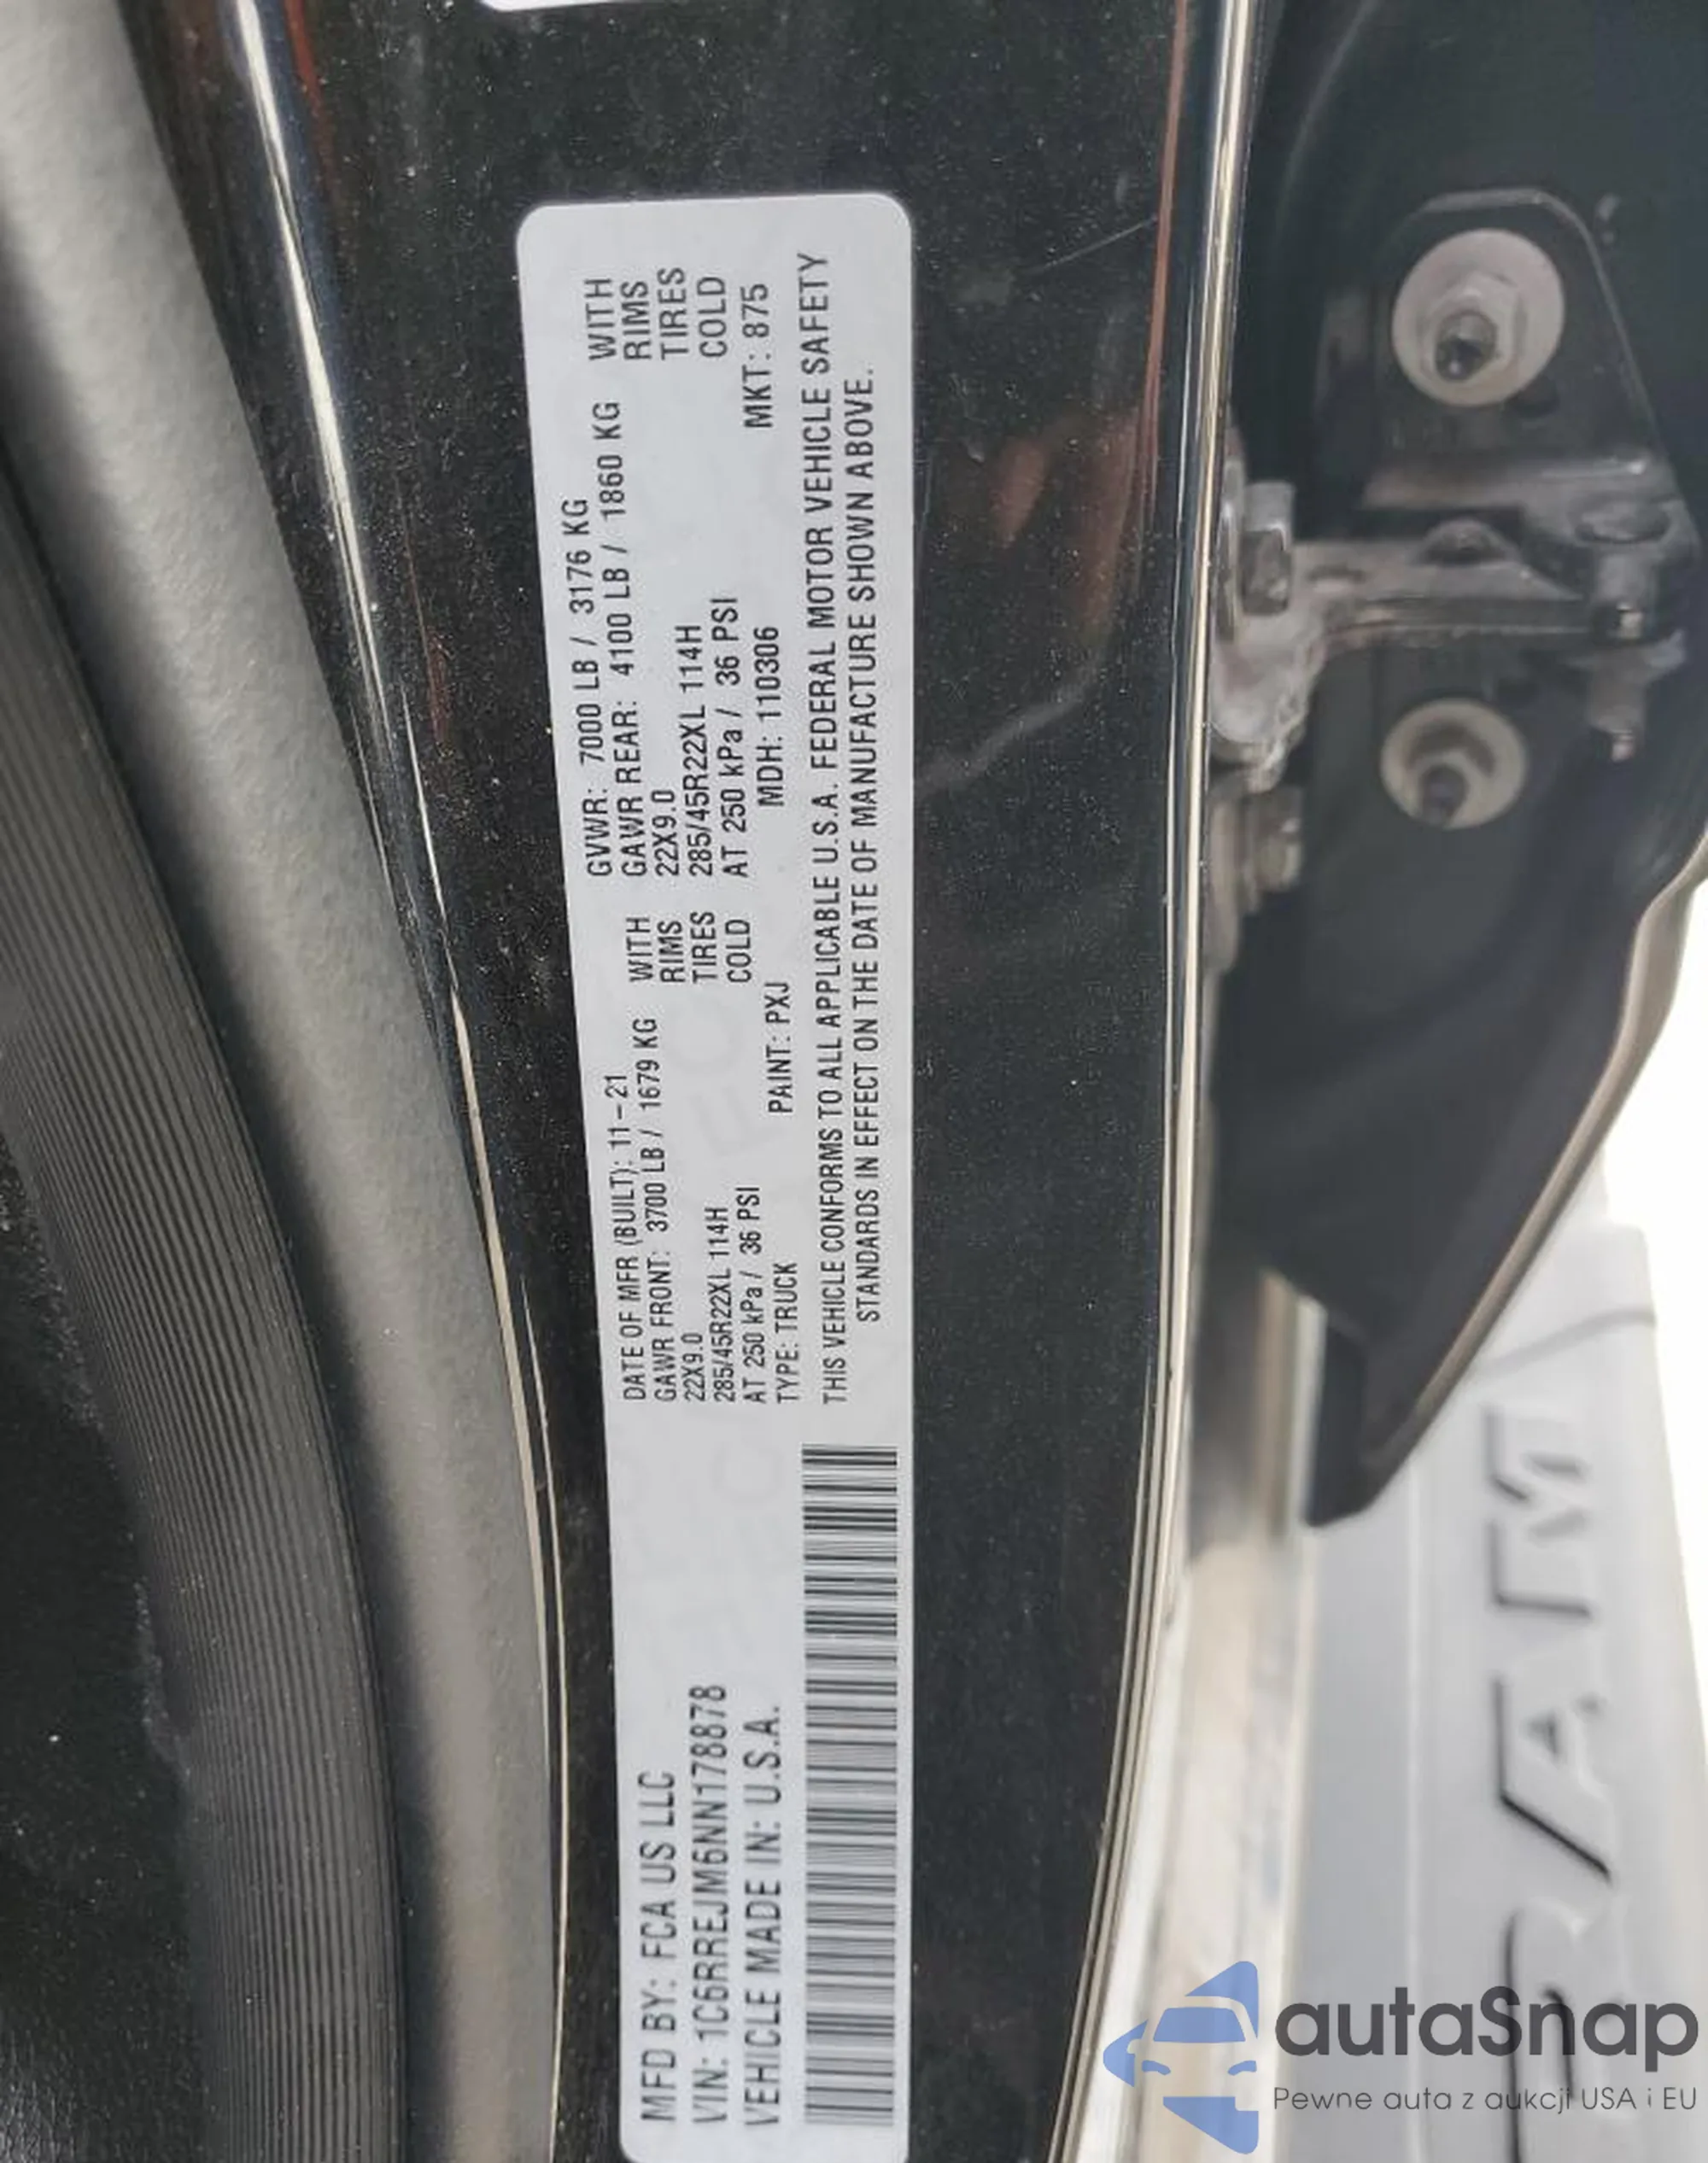 MFD BY: FCA US LLC
VIN: 1C6RREJM6NN178878
VEHICLE MADE IN: U.S.A.
DATE OF MFR (BUILT): 11-21
GVWR: 7000 LB / 3176 KG
GAWR FRONT: 3700 LB / 1679 KG WITH
GAWR REAR: 4100 LB / 1860 KG WITH
22X9.0 RIMS
22X9.0 RIMS
285/45R22XL 114H TIRES
285/45R22XL 114H TIRES
AT 250 kPa / 36 PSI COLD
AT 250 kPa / 36 PSI COLD
TYPE: TRUCK PAINT: PXJ MDH: 110306 MKT: 875
THIS VEHICLE CONFORMS TO ALL APPLICABLE U.S.A. FEDERAL MOTOR VEHICLE SAFETY
STANDARDS IN EFFECT ON THE DATE OF MANUFACTURE SHOWN ABOVE.
RAM
autaSnap
Pewne auta z aukcji USA i EU